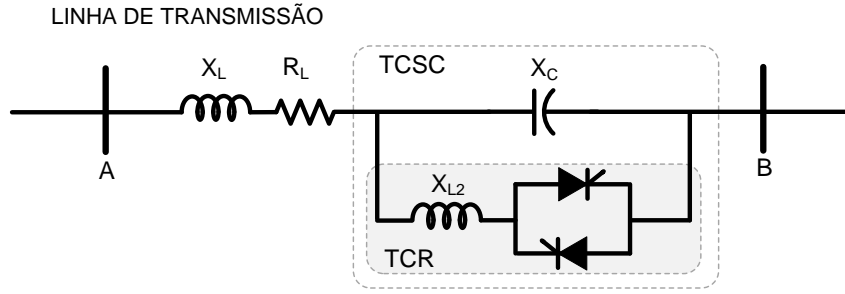 LINHA DE TRANSMISSÃO
XL RL TCSC XC
A
XL2
TCR
B